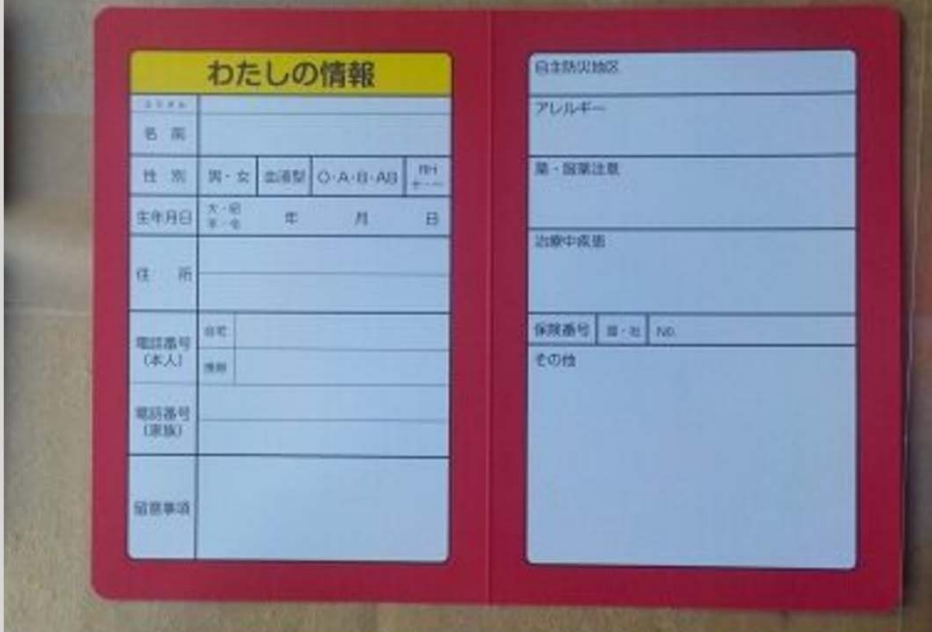 わたしの情報
フリガナ
名 前
性 別 男・女 血液型 O・A・B・AB RH
生年月日 大・昭 年 月 日
平・令
住 所
電話番号
(本人)
自宅
携帯
電話番号
(家族)
留意事項
自主防災地区
アレルギー
薬・服薬注意
治療中疾患
保険番号 国・社 No.
その他